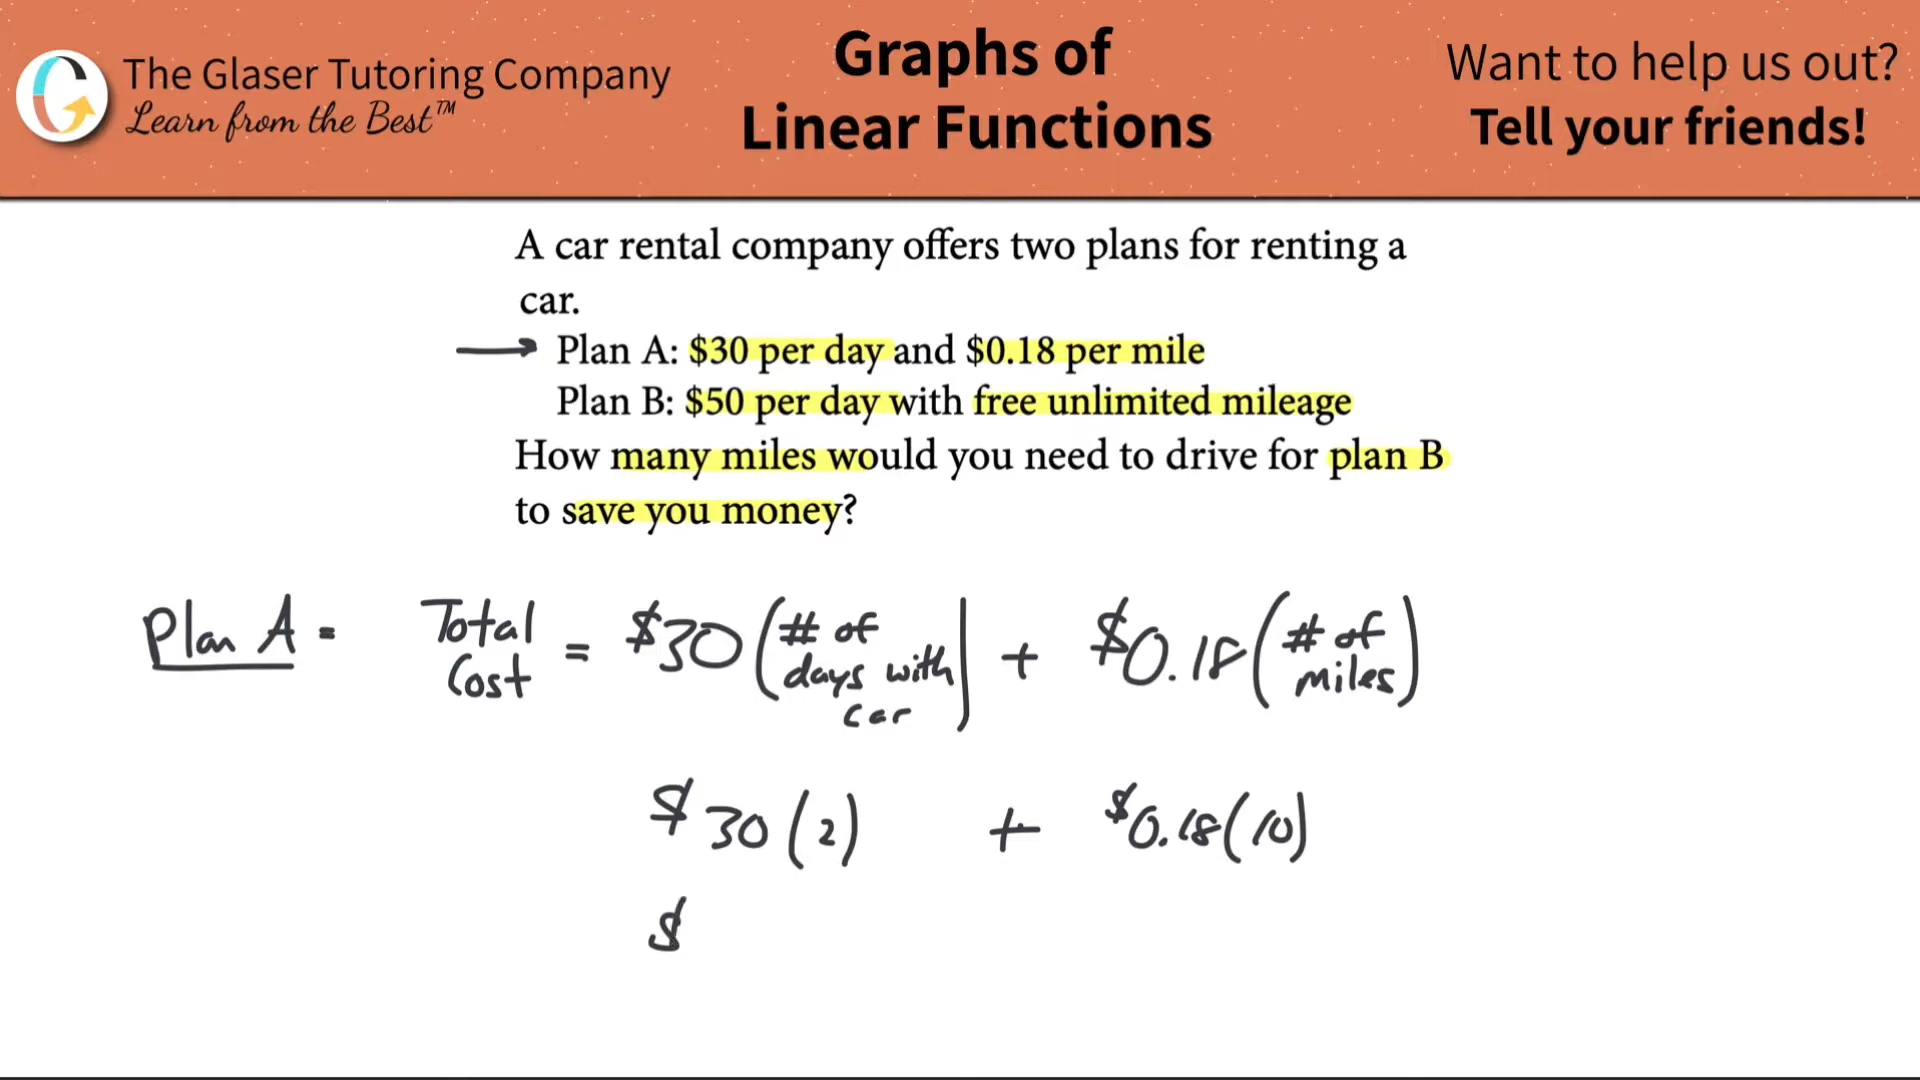 The Glaser Tutoring Company
Learn from the Best™
Graphs of
Linear Functions
Want to help us out?
Tell your friends!
A car rental company offers two plans for renting a
car.
Plan A: $30 per day and $0.18 per mile
Plan B: $50 per day with free unlimited mileage
How many miles would you need to drive for plan B
to save you money?
Plan A = Total Cost = $30 (# of days with car) + $0.18 (# of miles)
$30 (2) + $0.18 (10)
$